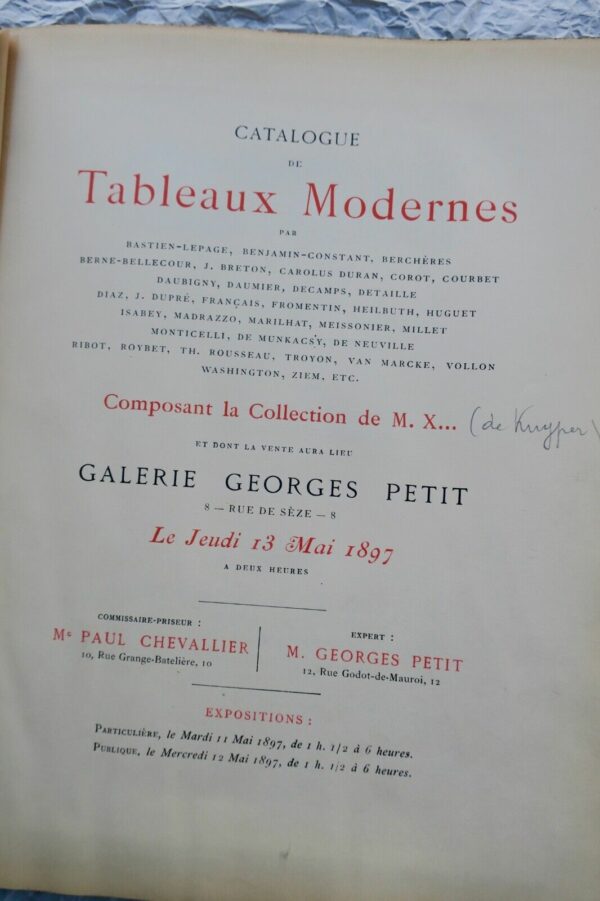 CATALOGUE
DE
Tableaux Modernes
PAR
BASTIEN-LEPAGE, BENJAMIN-CONSTANT, BERCHÈRES
BERNE-BELLECOUR, J. BRETON, CAROLUS DURAN, COROT, COURBET
DAUBIGNY, DAUMIER, DECAMPS, DETAILLE
DIAZ, J. DUPRÉ, FRANÇAIS, FROMENTIN, HEILBUTH, HUGUET
ISABEY, MADRAZZO, MARILHAT, MEISSONIER, MILLET
MONTICELLI, DE MUNKACSY, DE NEUVILLE
RIBOT, ROYBET, TH. ROUSSEAU, TROYON, VAN MARCKE, VOLLON
WASHINGTON, ZIEM, ETC.
Composant la Collection de M. X... (de Kuyper)
ET DONT LA VENTE AURA LIEU
GALERIE GEORGES PETIT
8 — RUE DE SÈZE — 8
Le Jeudi 13 Mai 1897
A DEUX HEURES
COMMISSAIRE-PRISEUR :
Me PAUL CHEVALLIER
10, Rue Grange-Batelière, 10
EXPERT :
M. GEORGES PETIT
12, Rue Godot-de-Mauroi, 12
EXPOSITIONS :
PARTICULIÈRE, le Mardi 11 Mai 1897, de 1 h. 1/2 à 6 heures.
PUBLIQUE, le Mercredi 12 Mai 1897, de 1 h. 1/2 à 6 heures.